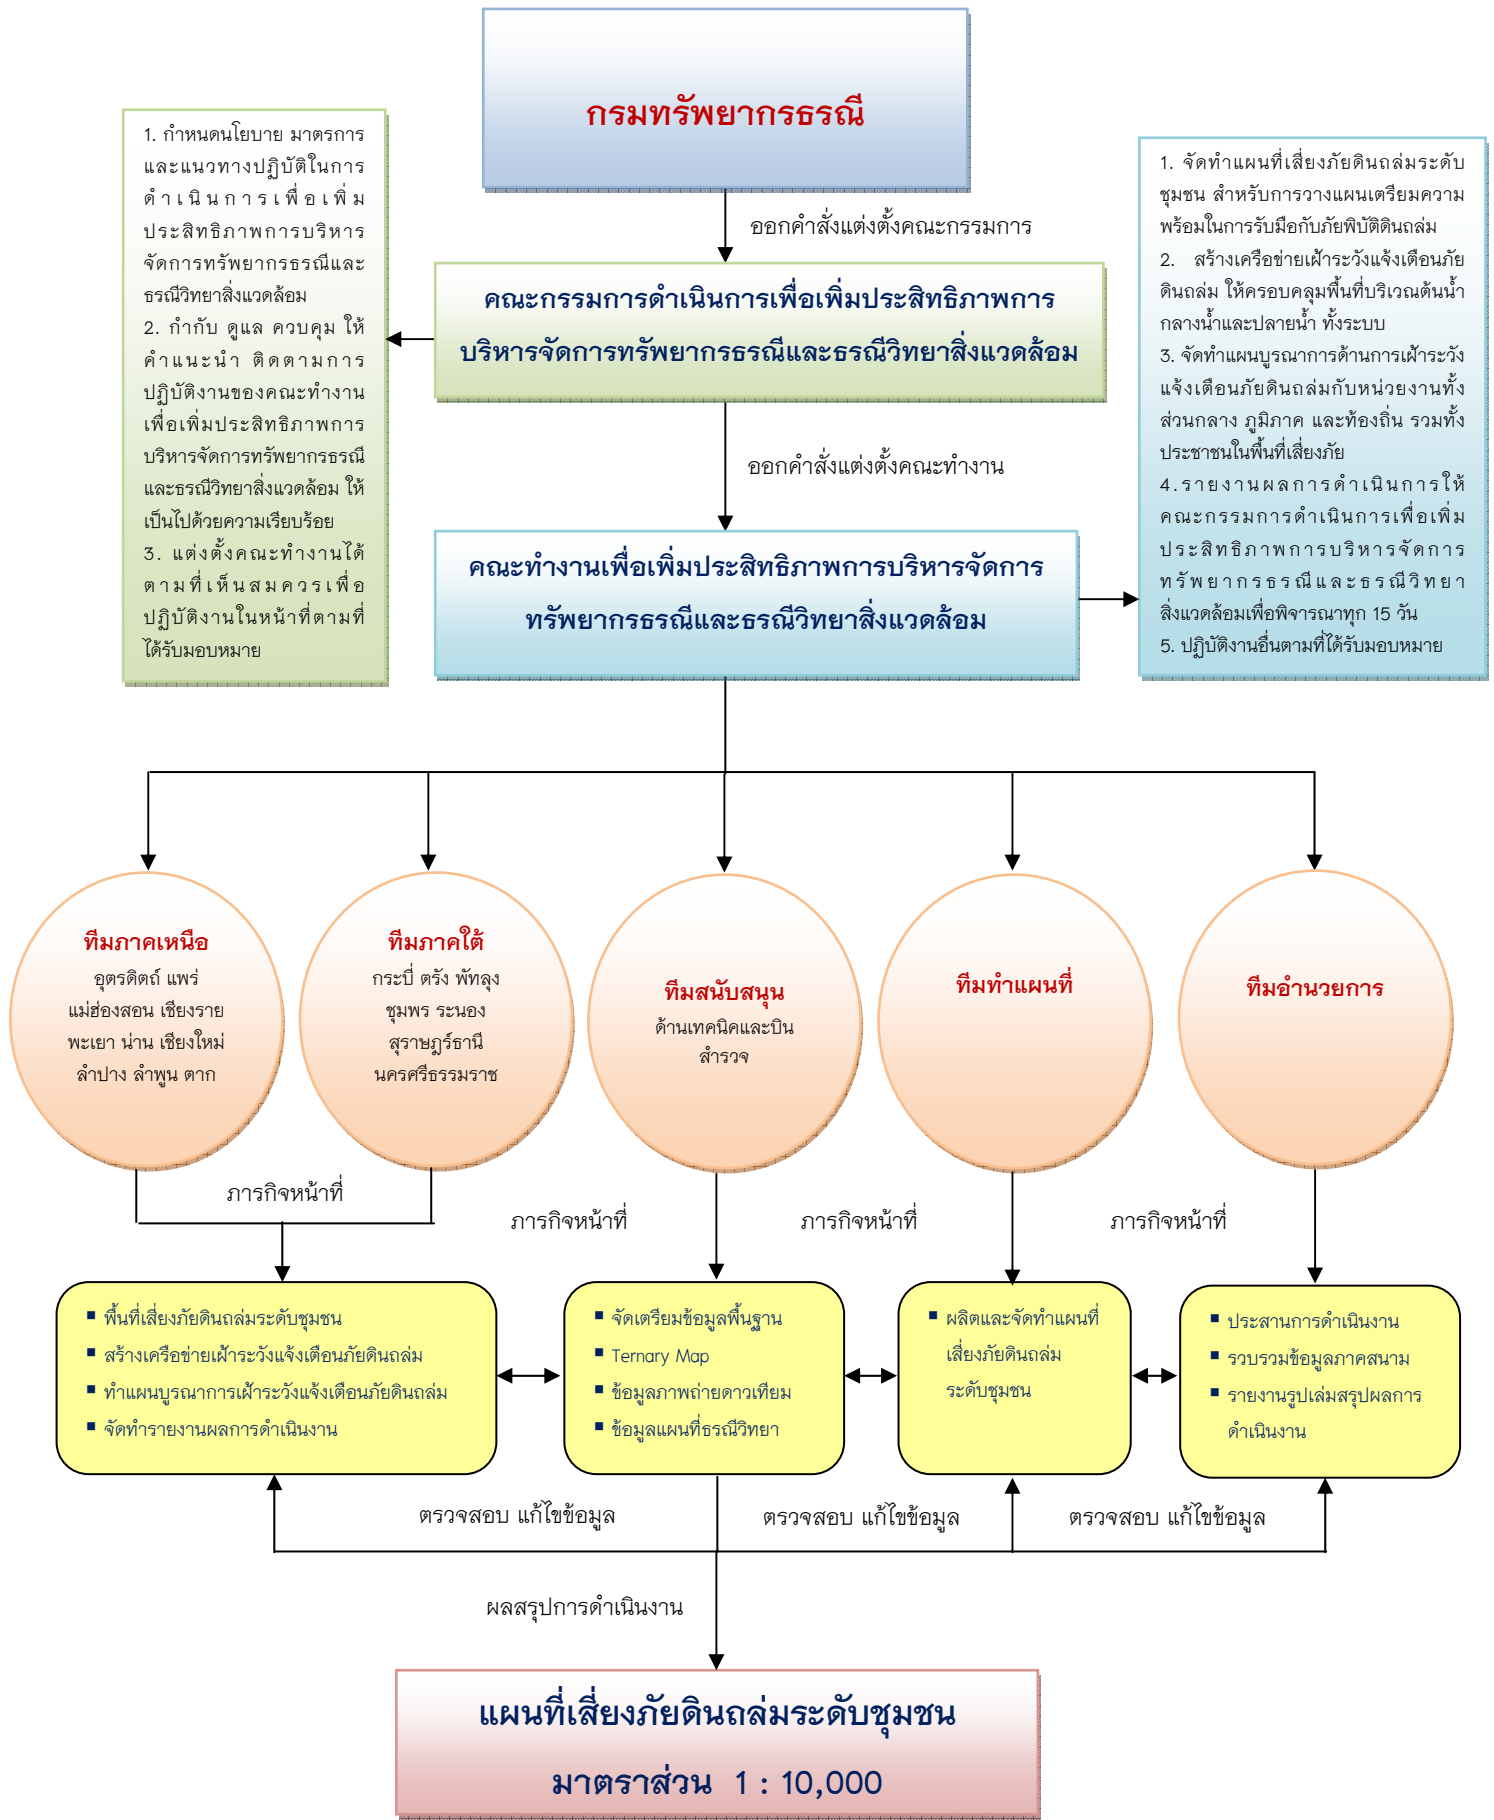 กรมทรัพยากรธรณี
ออกคำสั่งแต่งตั้งคณะกรรมการ
คณะกรรมการดำเนินการเพื่อเพิ่มประสิทธิภาพการ
บริหารจัดการทรัพยากรธรณีและธรณีวิทยาสิ่งแวดล้อม
1. กำหนดนโยบาย มาตรการ
และแนวทางปฏิบัติในการ
ดำเนินการเพื่อเพิ่ม
ประสิทธิภาพการบริหาร
จัดการทรัพยากรธรณีและ
ธรณีวิทยาสิ่งแวดล้อม
2. กำกับ ดูแล ควบคุม ให้
คำแนะนำ ติดตามการ
ปฏิบัติงานของคณะทำงาน
เพื่อเพิ่มประสิทธิภาพการ
บริหารจัดการทรัพยากรธรณี
และธรณีวิทยาสิ่งแวดล้อม ให้
เป็นไปด้วยความเรียบร้อย
3. แต่งตั้งคณะทำงานได้
ตามที่เห็นสมควรเพื่อ
ปฏิบัติงานในหน้าที่ตามที่
ได้รับมอบหมาย
ออกคำสั่งแต่งตั้งคณะทำงาน
คณะทำงานเพื่อเพิ่มประสิทธิภาพการบริหารจัดการ
ทรัพยากรธรณีและธรณีวิทยาสิ่งแวดล้อม
1. จัดทำแผนที่เสี่ยงภัยดินถล่มระดับ
ชุมชน สำหรับการวางแผนเตรียมความ
พร้อมในการรับมือกับภัยพิบัติดินถล่ม
2. สร้างเครือข่ายเฝ้าระวังแจ้งเตือนภัย
ดินถล่ม ให้ครอบคลุมพื้นที่บริเวณต้นน้ำ
กลางน้ำและปลายน้ำ ทั้งระบบ
3. จัดทำแผนบูรณาการด้านการเฝ้าระวัง
แจ้งเตือนภัยดินถล่มกับหน่วยงานทั้ง
ส่วนกลาง ภูมิภาค และท้องถิ่น รวมทั้ง
ประชาชนในพื้นที่เสี่ยงภัย
4.รายงานผลการดำเนินการให้
คณะกรรมการดำเนินการเพื่อเพิ่ม
ประสิทธิภาพการบริหารจัดการ
ทรัพยากรธรณีและธรณีวิทยา
สิ่งแวดล้อมเพื่อพิจารณาทุก 15 วัน
5. ปฏิบัติงานอื่นตามที่ได้รับมอบหมาย
ทีมภาคเหนือ
อุตรดิตถ์ แพร่
แม่ฮ่องสอน เชียงราย
พะเยา น่าน เชียงใหม่
ลำปาง ลำพูน ตาก
ทีมภาคใต้
กระบี่ ตรัง พัทลุง
ชุมพร ระนอง
สุราษฎร์ธานี
นครศรีธรรมราช
ทีมสนับสนุน
ด้านเทคนิคและบิน
สำรวจ
ทีมทำแผนที่
ทีมอำนวยการ
ภารกิจหน้าที่
ภารกิจหน้าที่
ภารกิจหน้าที่
ภารกิจหน้าที่
▪ พื้นที่เสี่ยงภัยดินถล่มระดับชุมชน
▪ สร้างเครือข่ายเฝ้าระวังแจ้งเตือนภัยดินถล่ม
▪ ทำแผนบูรณาการเฝ้าระวังแจ้งเตือนภัยดินถล่ม
▪ จัดทำรายงานผลการดำเนินงาน
▪ จัดเตรียมข้อมูลพื้นฐาน
▪ Ternary Map
▪ ข้อมูลภาพถ่ายดาวเทียม
▪ ข้อมูลแผนที่ธรณีวิทยา
▪ ผลิตและจัดทำแผนที่
เสี่ยงภัยดินถล่ม
ระดับชุมชน
▪ ประสานการดำเนินงาน
▪ รวบรวมข้อมูลภาคสนาม
▪ รายงานรูปเล่มสรุปผลการ
ดำเนินงาน
ตรวจสอบ แก้ไขข้อมูล
ตรวจสอบ แก้ไขข้อมูล
ตรวจสอบ แก้ไขข้อมูล
ผลสรุปการดำเนินงาน
แผนที่เสี่ยงภัยดินถล่มระดับชุมชน
มาตราส่วน 1 : 10,000